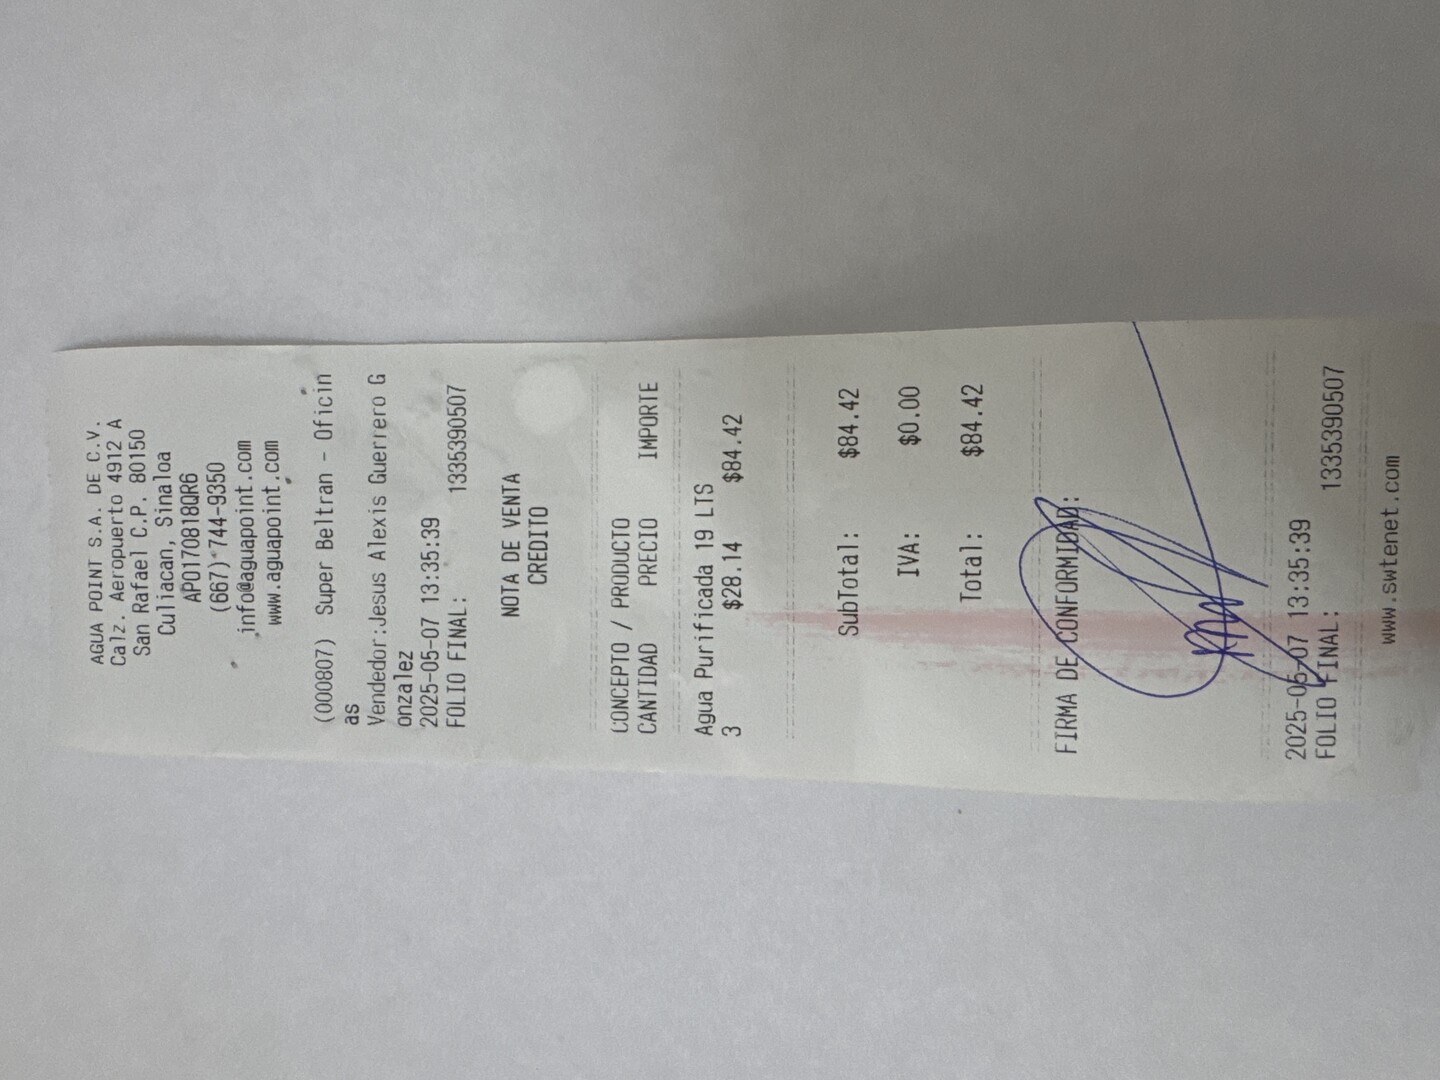 AGUA POINT S.A. DE C.V.
Calz. Aeropuerto 4912 A
San Rafael C.P. 80150
Culiacan, Sinaloa
APO170818QR6
(667) 744-9350
info@aguapoint.com
www.aguapoint.com
(000807) Super Beltran - Oficin
as
Vendedor:Jesus Alexis Guerrero G
onzalez
2025-05-07 13:35:39
FOLIO FINAL: 1335390507
NOTA DE VENTA
CREDITO
CONCEPTO / PRODUCTO
CANTIDAD PRECIO IMPORTE
Agua Purificada 19 LTS
3 $28.14 $84.42
SubTotal: $84.42
IVA: $0.00
Total: $84.42
FIRMA DE CONFORMIDAD:
2025-05-07 13:35:39
FOLIO FINAL: 1335390507
www.swtenet.com